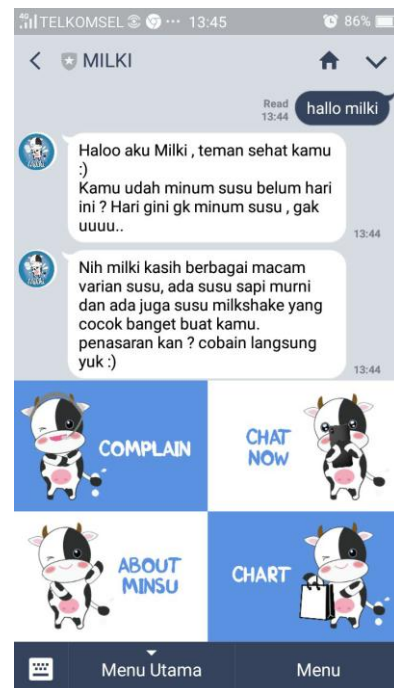 TELKOMSEL ··· 13:45 86%
MILKI
Read
13:44
hallo milki
Haloo aku Milki , teman sehat kamu
:)
Kamu udah minum susu belum hari
ini ? Hari gini gk minum susu , gak
uuuu..
13:44
Nih milki kasih berbagai macam
varian susu, ada susu sapi murni
dan ada juga susu milkshake yang
cocok banget buat kamu.
penasaran kan ? cobain langsung
yuk :)
13:44
COMPLAIN
CHAT
NOW
ABOUT
MINSU
CHART
Menu Utama
Menu